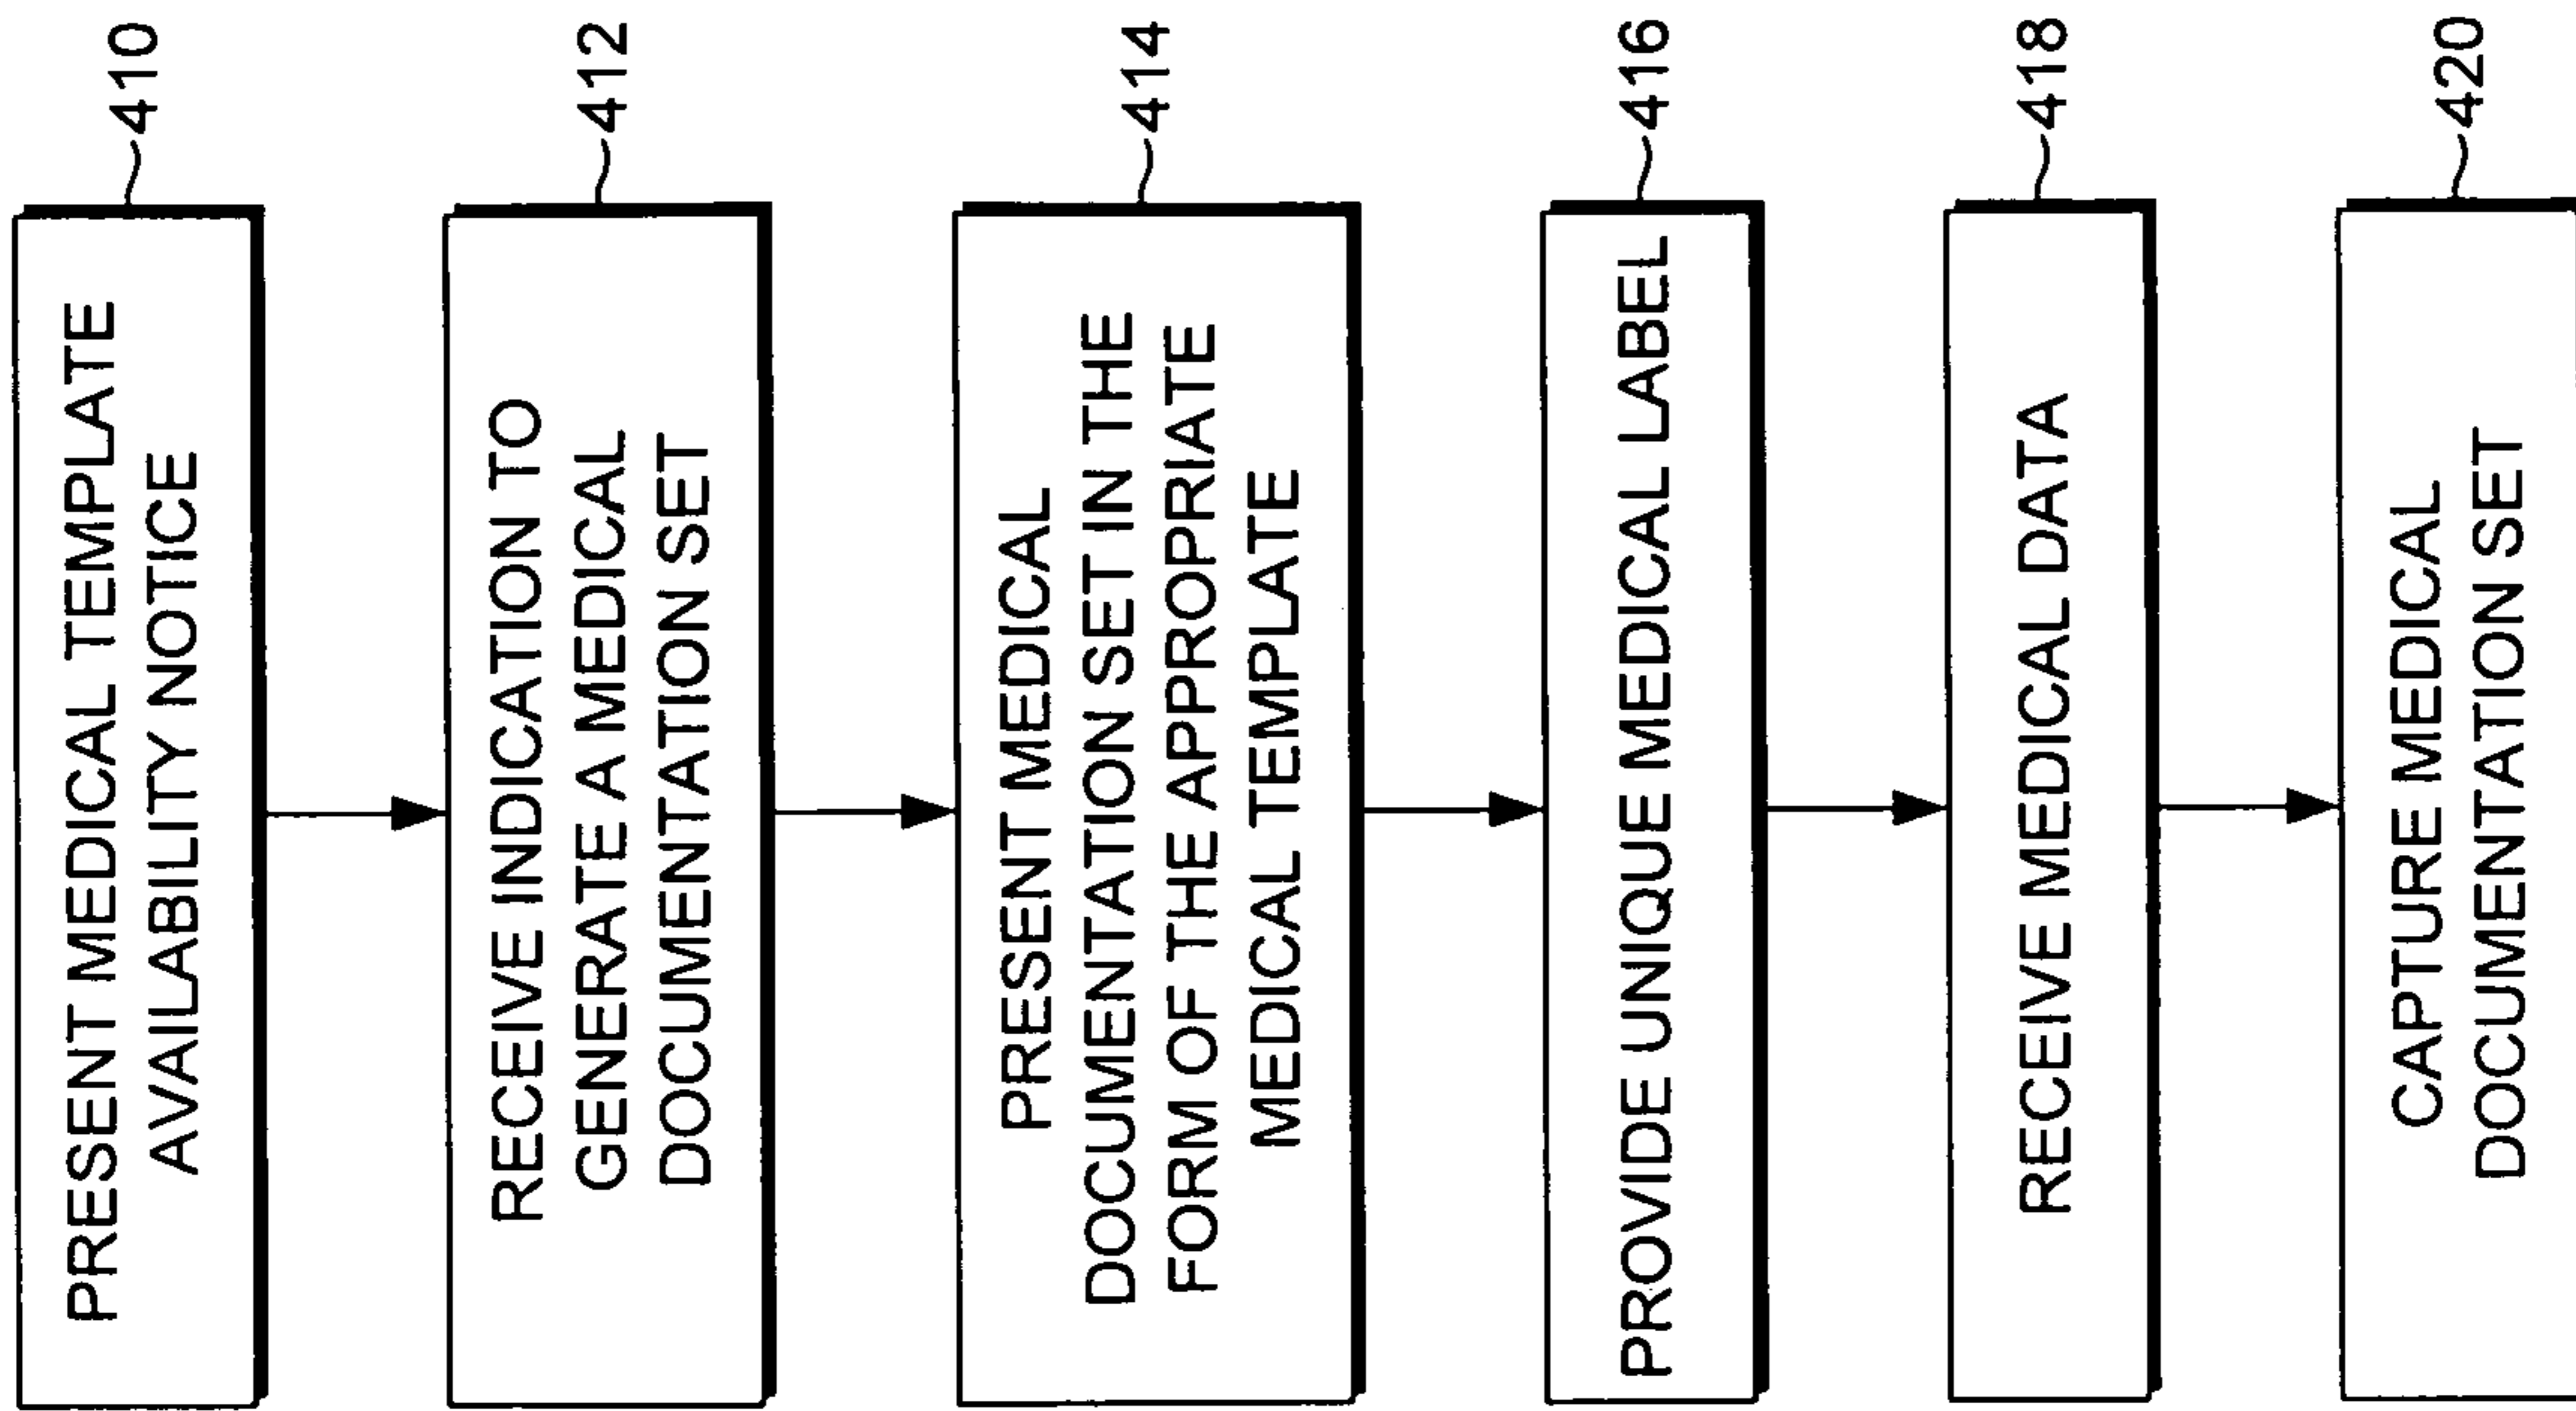 PRESENT MEDICAL TEMPLATE
AVAILABILITY NOTICE
410
RECEIVE INDICATION TO
GENERATE A MEDICAL
DOCUMENTATION SET
412
PRESENT MEDICAL
DOCUMENTATION SET IN THE
FORM OF THE APPROPRIATE
MEDICAL TEMPLATE
414
PROVIDE UNIQUE MEDICAL LABEL
416
RECEIVE MEDICAL DATA
418
CAPTURE MEDICAL
DOCUMENTATION SET
420